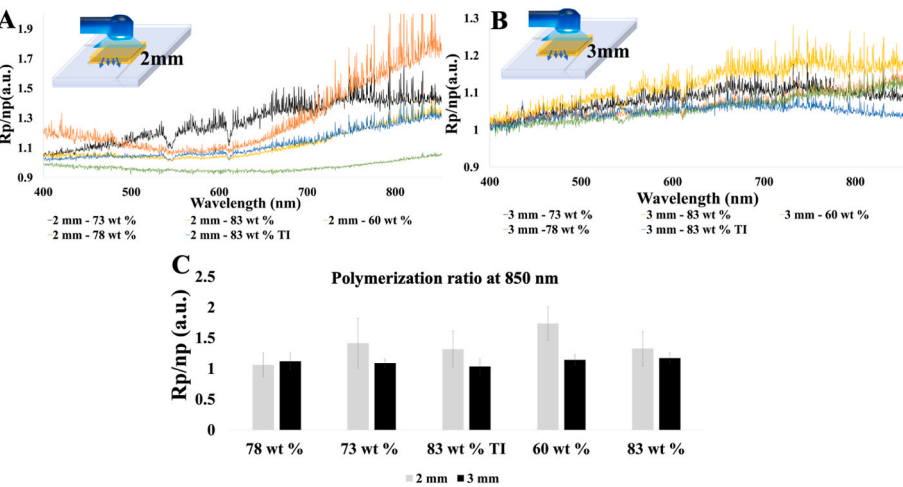 A
1.9
1.7
1.5
1.3
1.1
0.9
Rp/np(a.u.)
2mm
400 500 600 700 800
Wavelength (nm)
2 mm - 73 wt % 2 mm - 83 wt % 2 mm - 60 wt %
2 mm - 78 wt % 2 mm - 83 wt % TI
B
1.3
1.2
1.1
1
0.9
Rp/np(a.u.)
3mm
400 500 600 700 800
Wavelength (nm)
3 mm - 73 wt % 3 mm - 83 wt % 3 mm - 60 wt %
3 mm -78 wt % 3 mm - 83 wt % TI
C
Polymerization ratio at 850 nm
2.5
2
1.5
1
0.5
0
Rp/np (a.u.)
78 wt % 73 wt % 83 wt % TI 60 wt % 83 wt %
2 mm 3 mm